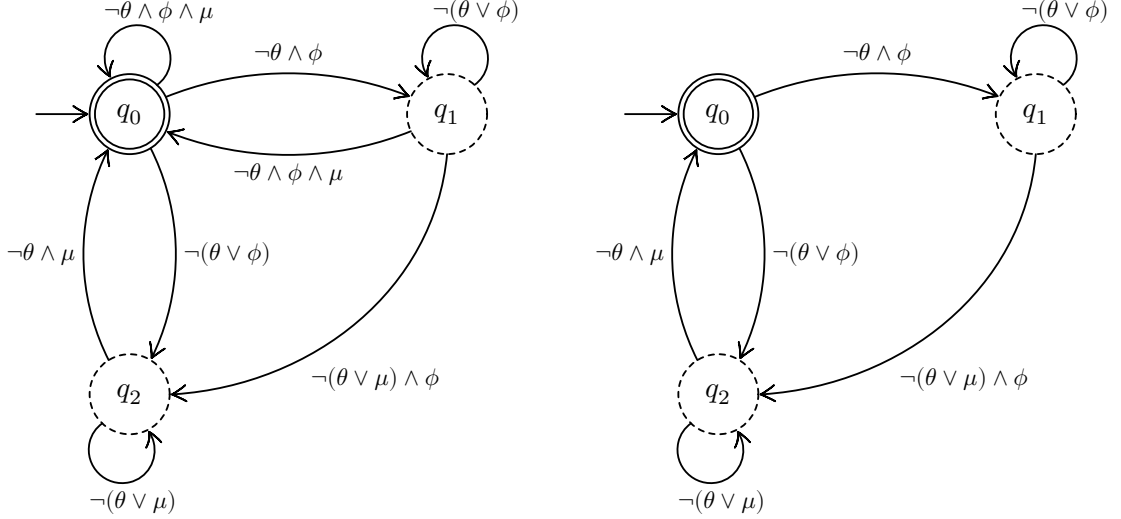 ¬θ ∧ ϕ ∧ μ
¬(θ ∨ ϕ)
¬θ ∧ ϕ
q₀
q₁
¬θ ∧ ϕ ∧ μ
¬θ ∧ μ
¬(θ ∨ ϕ)
¬(θ ∨ μ) ∧ ϕ
q₂
¬(θ ∨ μ)
¬(θ ∨ ϕ)
¬θ ∧ ϕ
q₀
q₁
¬θ ∧ μ
¬(θ ∨ ϕ)
¬(θ ∨ μ) ∧ ϕ
q₂
¬(θ ∨ μ)